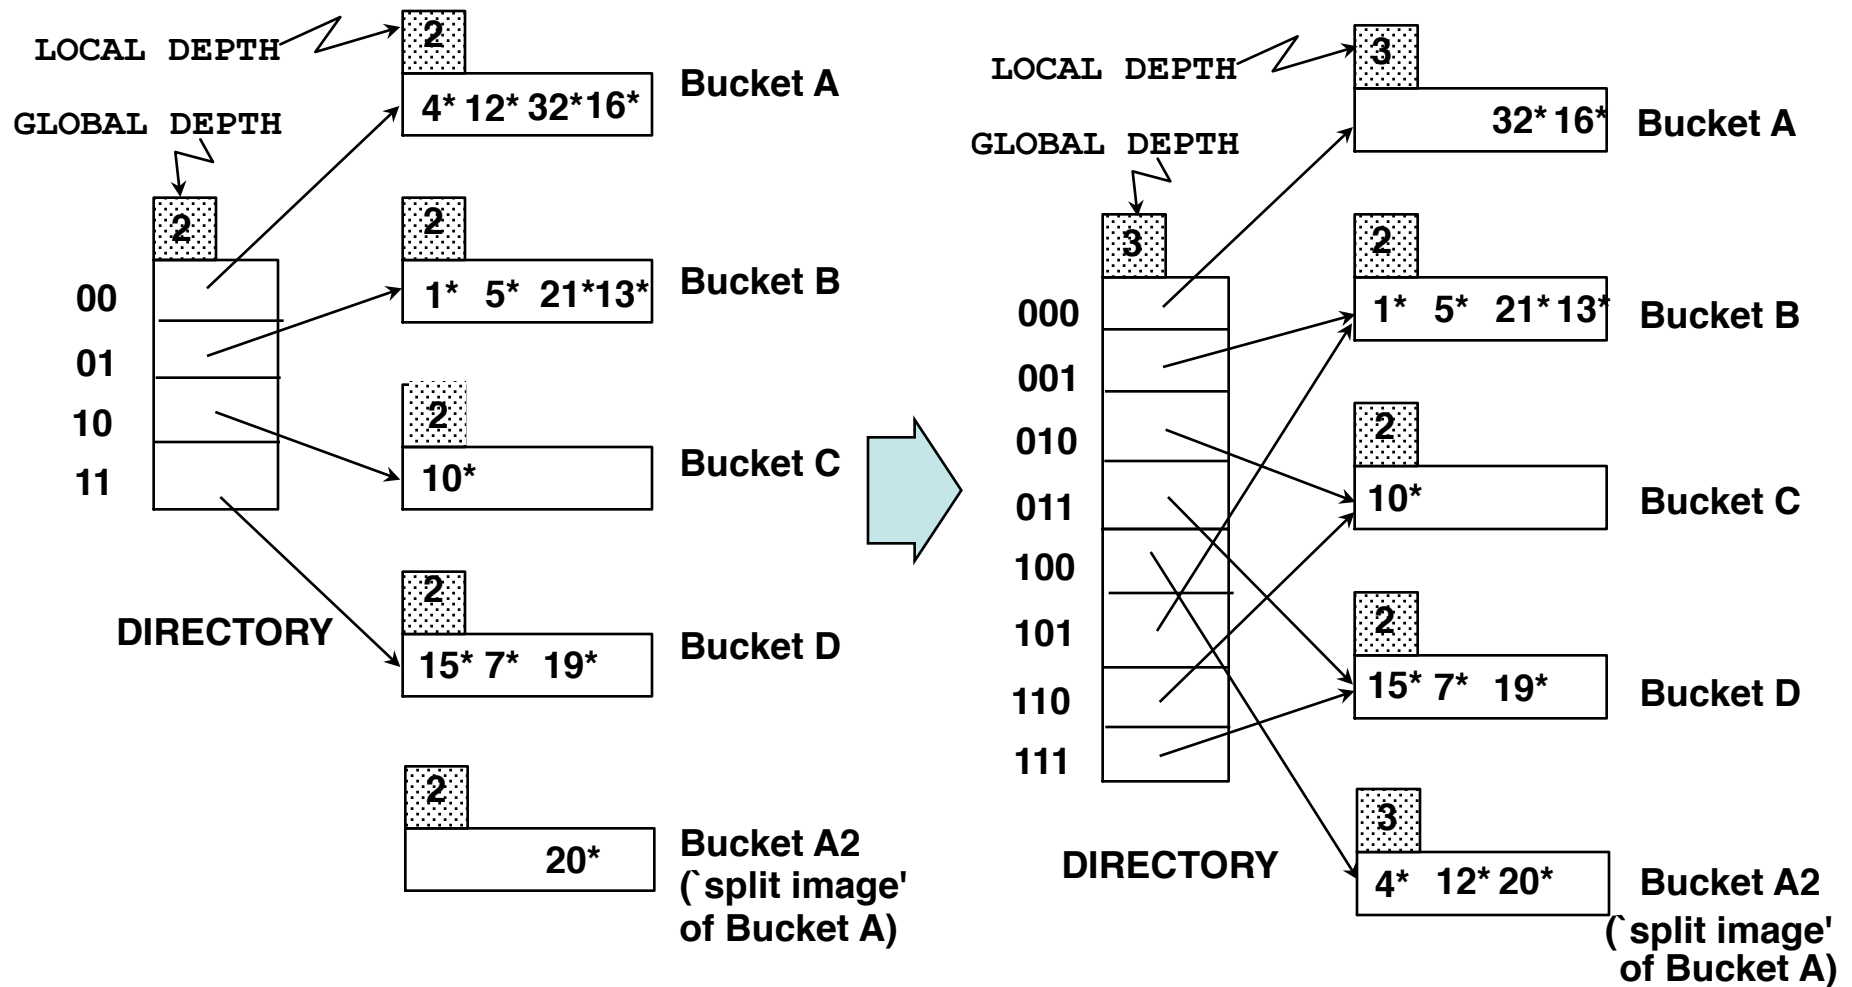 LOCAL DEPTH
GLOBAL DEPTH
2
00
01
10
11
DIRECTORY
2
4* 12* 32* 16*
Bucket A
2
1* 5* 21* 13*
Bucket B
2
10*
Bucket C
2
15* 7* 19*
Bucket D
2
20*
Bucket A2
(`split image'
of Bucket A)
LOCAL DEPTH
GLOBAL DEPTH
3
000
001
010
011
100
101
110
111
DIRECTORY
3
32* 16*
Bucket A
2
1* 5* 21* 13*
Bucket B
2
10*
Bucket C
2
15* 7* 19*
Bucket D
3
4* 12* 20*
Bucket A2
(`split image'
of Bucket A)